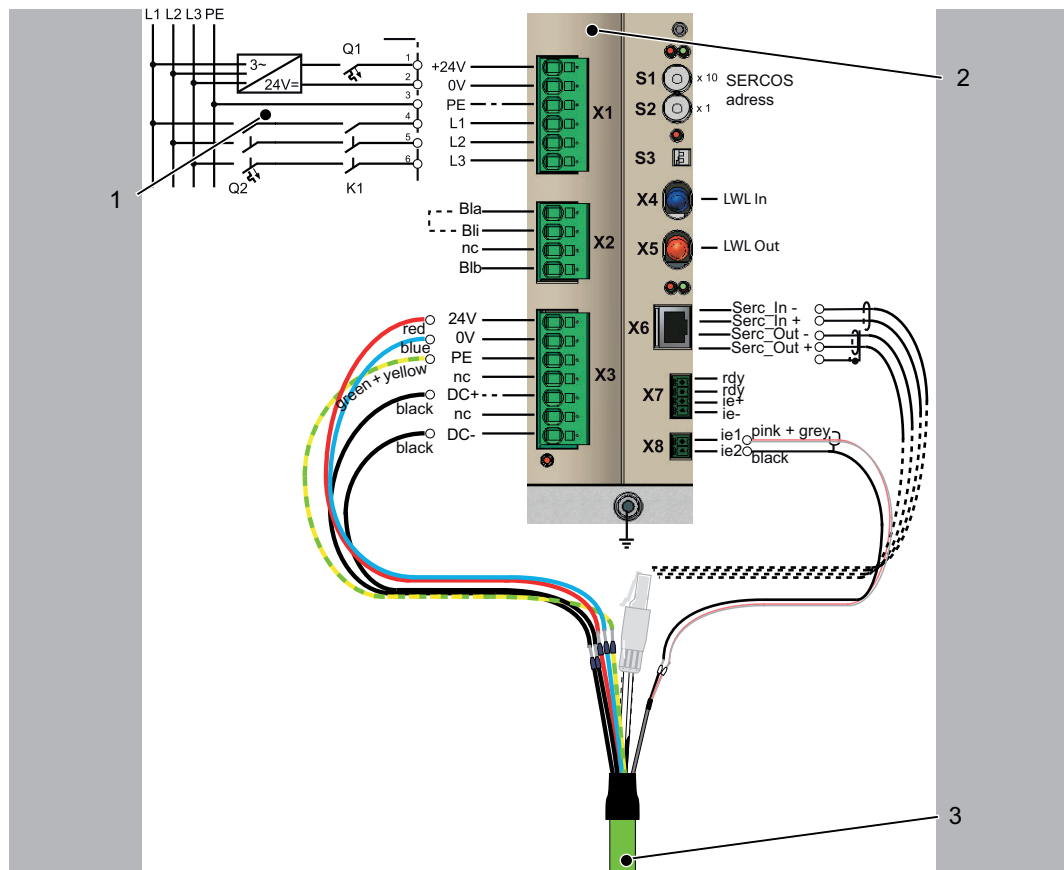 L1 L2 L3 PE
3~
24V=
Q1
1
2
3
4
5
6
Q2
K1
1
+24V
0V
PE
L1
L2
L3
X1
Bla
Bli
nc
Blb
X2
24V
0V
PE
nc
DC+
nc
DC-
X3
red
blue
green + yellow
black
black
2
S1
x 10
SERCOS
adress
S2
x 1
S3
X4
LWL In
X5
LWL Out
X6
Serc_In -
Serc_In +
Serc_Out -
Serc_Out +
X7
rdy
rdy
ie+
ie-
X8
ie1
pink + grey
ie2
black
3